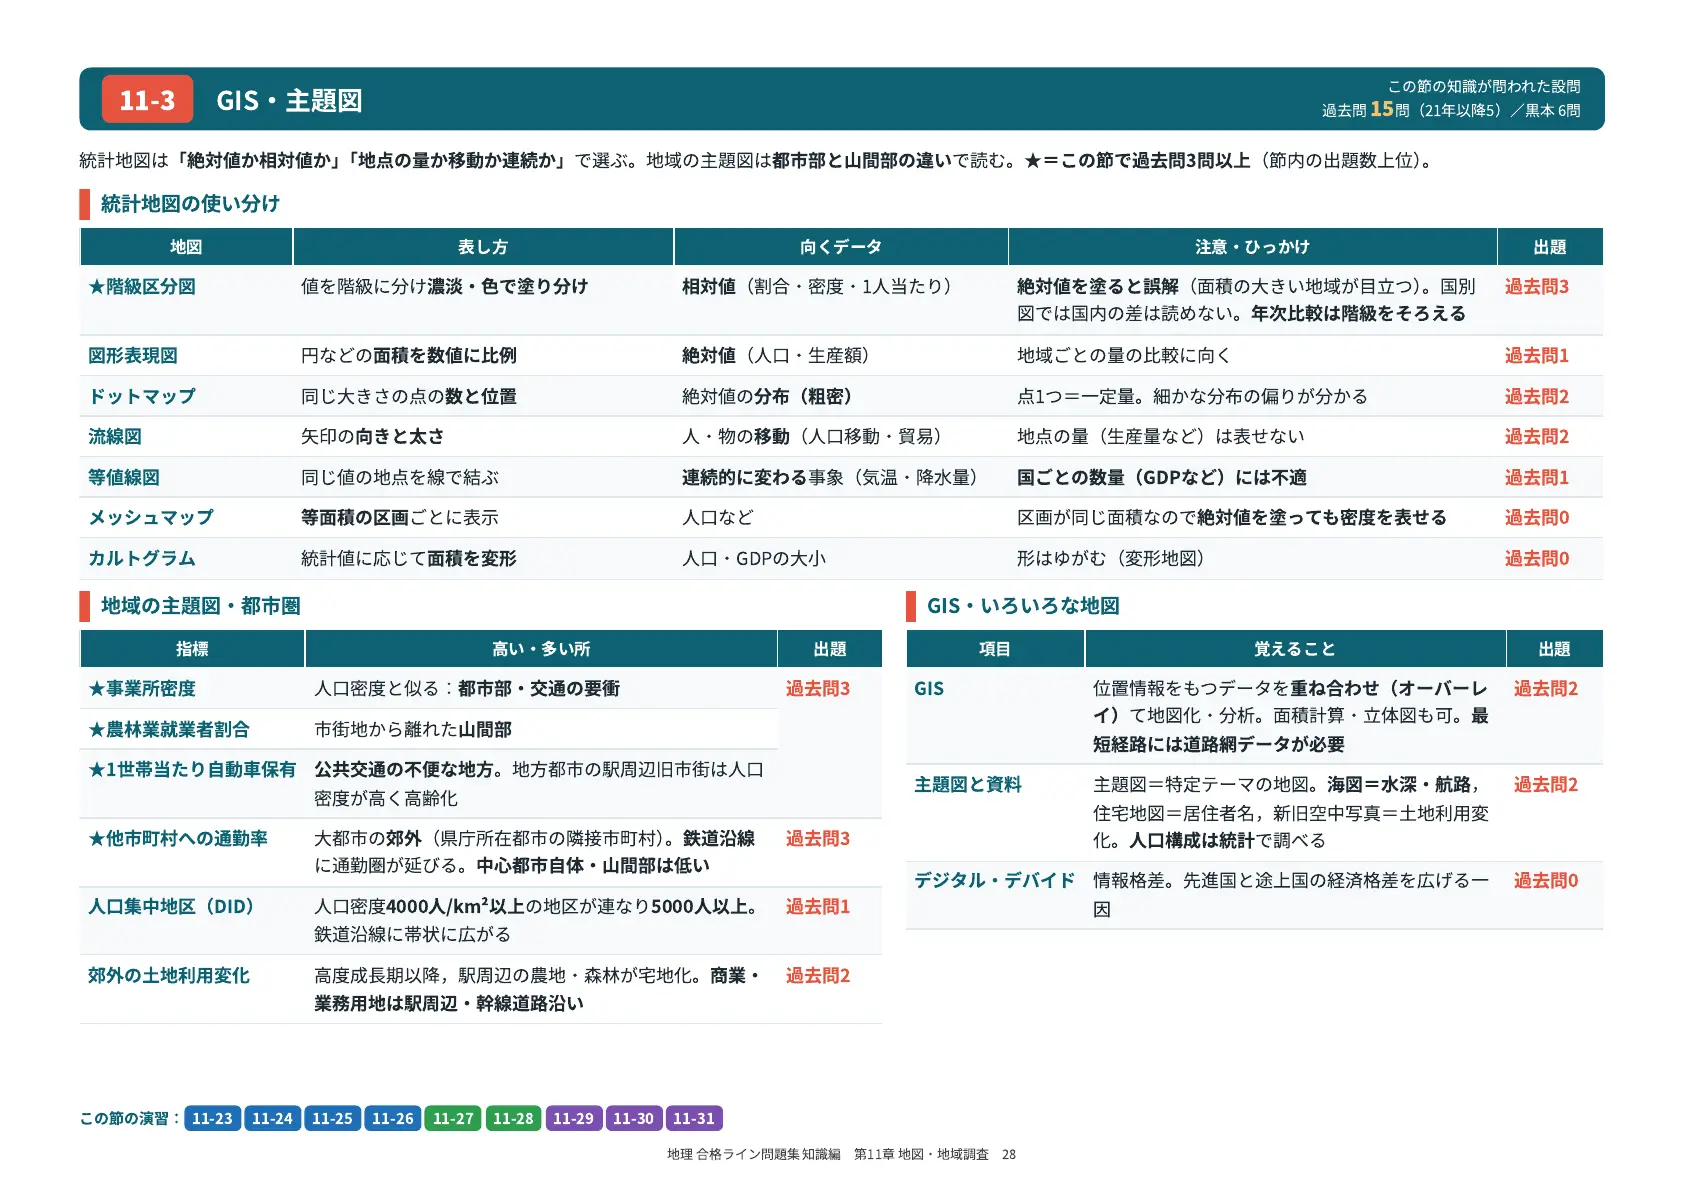 11-3 GIS・主題図
この節の知識が問われた設問
過去問 15問（21年以降5）／黒本 6問
統計地図は「絶対値か相対値か」「地点の量か移動か連続か」で選ぶ。地域の主題図は都市部と山間部の違いで読む。★＝この節で過去問3問以上（節内の出題数上位）。
統計地図の使い分け
地図 表し方 向くデータ 注意・ひっかけ 出題
★階級区分図 値を階級に分け濃淡・色で塗り分け 相対値（割合・密度・1人当たり） 絶対値を塗ると誤解（面積の大きい地域が目立つ）。国別 過去問3
図では国内の差は読めない。年次比較は階級をそろえる
図形表現図 円などの面積を数値に比例 絶対値（人口・生産額） 地域ごとの量の比較に向く 過去問1
ドットマップ 同じ大きさの点の数と位置 絶対値の分布（粗密） 点1つ＝一定量。細かな分布の偏りが分かる 過去問2
流線図 矢印の向きと太さ 人・物の移動（人口移動・貿易） 地点の量（生産量など）は表せない 過去問2
等値線図 同じ値の地点を線で結ぶ 連続的に変わる事象（気温・降水量） 国ごとの数量（GDPなど）には不適 過去問1
メッシュマップ 等面積の区画ごとに表示 人口など 区画が同じ面積なので絶対値を塗っても密度を表せる 過去問0
カルトグラム 統計値に応じて面積を変形 人口・GDPの大小 形はゆがむ（変形地図） 過去問0
地域の主題図・都市圏
指標 高い・多い所 出題
★事業所密度 人口密度と似る：都市部・交通の要衝 過去問3
★農林業就業者割合 市街地から離れた山間部
★1世帯当たり自動車保有 公共交通の不便な地方。地方都市の駅周辺旧市街は人口
密度が高く高齢化
★他市町村への通勤率 大都市の郊外（県庁所在都市の隣接市町村）。鉄道沿線 過去問3
に通勤圏が延びる。中心都市自体・山間部は低い
人口集中地区（DID） 人口密度4000人/km²以上の地区が連なり5000人以上。 過去問1
鉄道沿線に帯状に広がる
郊外の土地利用変化 高度成長期以降，駅周辺の農地・森林が宅地化。商業・ 過去問2
業務用地は駅周辺・幹線道路沿い
GIS・いろいろな地図
項目 覚えること 出題
GIS 位置情報をもつデータを重ね合わせ（オーバーレ 過去問2
イ）て地図化・分析。面積計算・立体図も可。最
短経路には道路網データが必要
主題図と資料 主題図＝特定テーマの地図。海図＝水深・航路， 過去問2
住宅地図＝居住者名，新旧空中写真＝土地利用変
化。人口構成は統計で調べる
デジタル・デバイド 情報格差。先進国と途上国の経済格差を広げる一 過去問0
因
この節の演習： 11-23 11-24 11-25 11-26 11-27 11-28 11-29 11-30 11-31
地理 合格ライン問題集 知識編 第11章 地図・地域調査 28